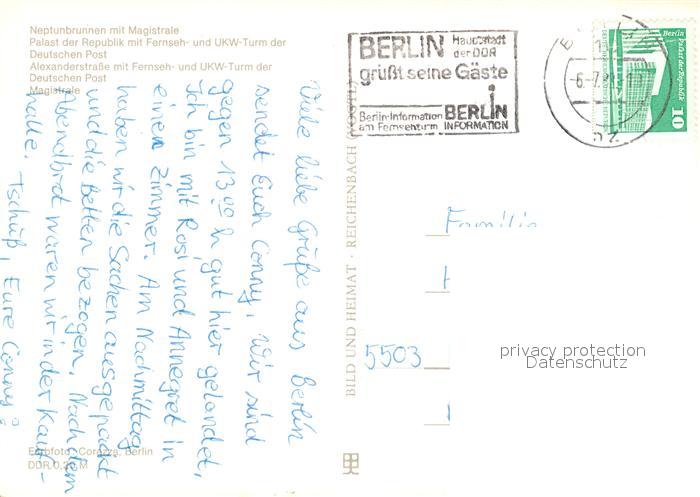 Neptunbrunnen mit Magistrale
Palast der Republik mit Fernseh- und UKW-Turm der
Deutschen Post
Alexanderstraße mit Fernseh- und UKW-Turm der
Deutschen Post
Magistrale
Viele liebe Grüße aus Berlin
sendet Euch Conny. Wir sind
gegen 13.00 h gut hier gelandet.
Ich bin mit Rosi und Annegret in
einen Zimmer. Am Nachmittag
haben wir die Sachen ausgepackt
und die Betten bezogen. Nach dem
Abendbrot waren wir in der Kauf-
halle. Tschüß, Eure Conny!
Farbfoto: Corazza, Berlin
DDR 0,20 M
BILD UND HEIMAT · REICHENBACH
BERLIN Hauptstadt
der DDR
grüßt seine Gäste
i
Berlin-Information BERLIN
am Fernsehturm INFORMATION
Berlin
Palast der Republik
10
Familie
5503
privacy protection
Datenschutz